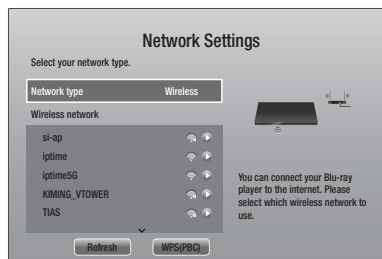 Network Settings
Select your network type.
Network type Wireless
Wireless network
si-ap
iptime
iptime5G
KIMING_VTOWER
TIAS
You can connect your Blu-ray
player to the internet. Please
select which wireless network to
use.
Refresh WPS(PBC)